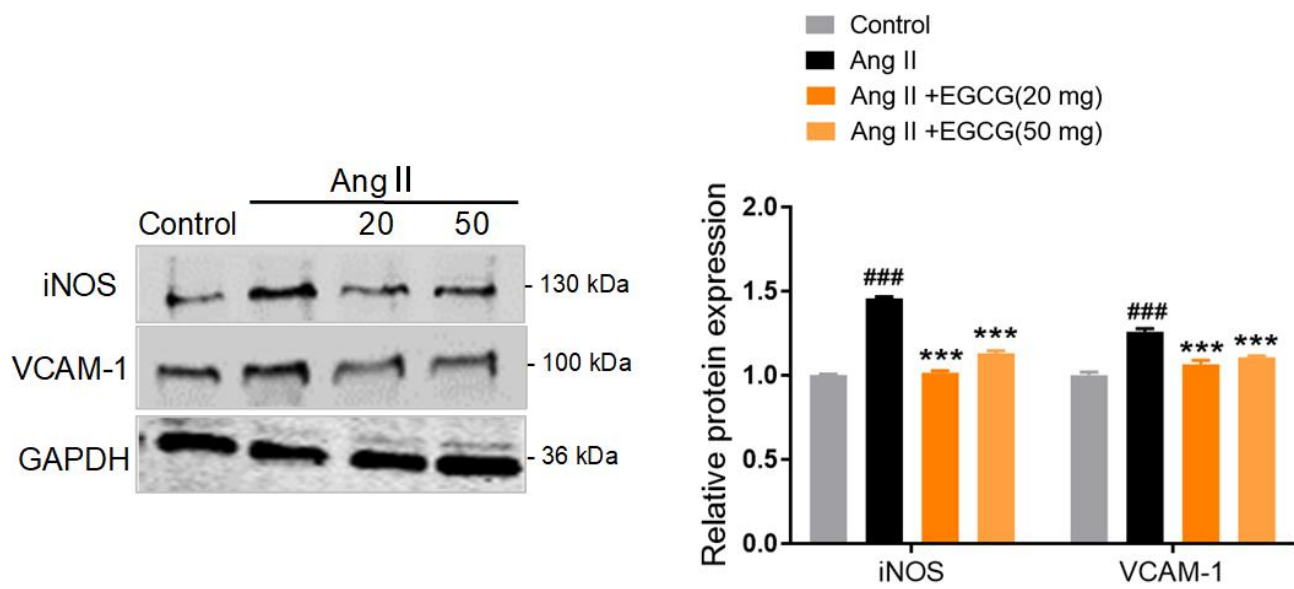 Ang II
Control 20 50
iNOS - 130 kDa
VCAM-1 - 100 kDa
GAPDH - 36 kDa
Control
Ang II
Ang II +EGCG(20 mg)
Ang II +EGCG(50 mg)
Relative protein expression
2.0
1.5
1.0
0.5
0.0
### *** ***
### *** ***
iNOS VCAM-1